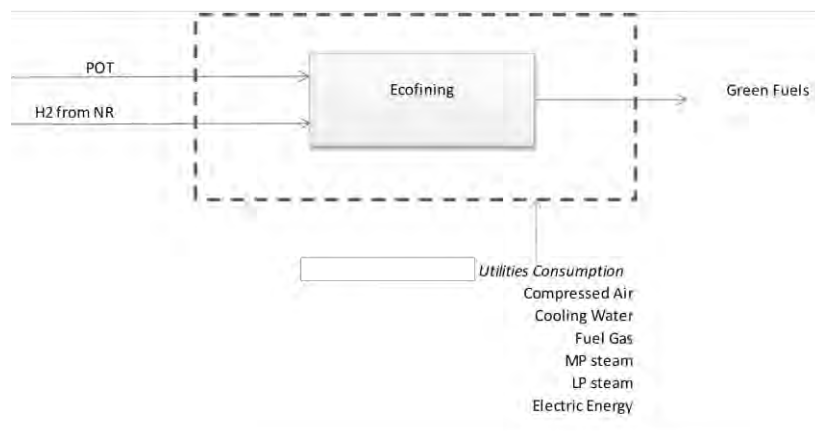 POT
Ecofining
Green Fuels
H2 from NR
Utilities Consumption
Compressed Air
Cooling Water
Fuel Gas
MP steam
LP steam
Electric Energy